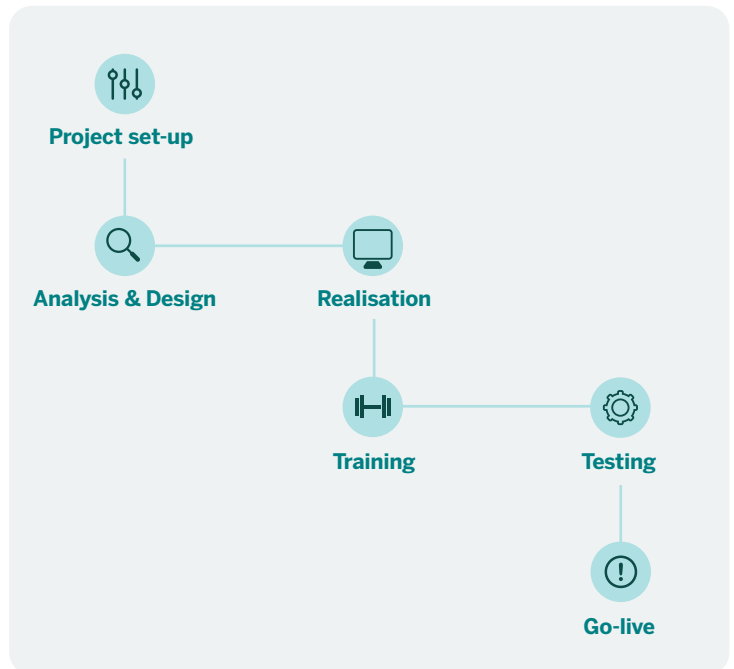 Project set-up
Analysis & Design
Realisation
Training
Testing
Go-live